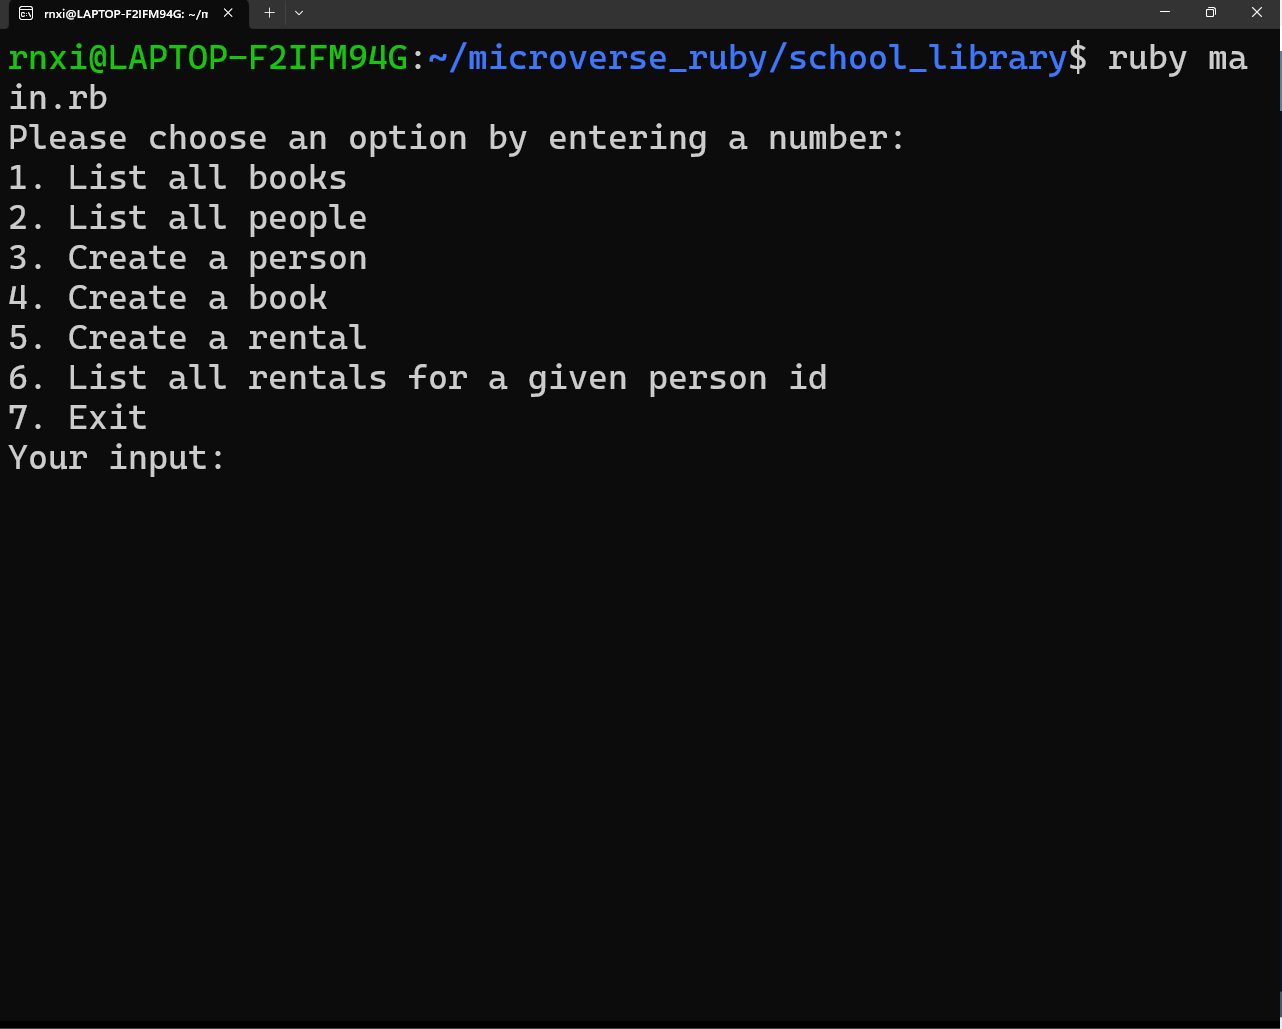 rnxi@LAPTOP-F2IFM94G: ~/m
rnxi@LAPTOP-F2IFM94G:~/microverse_ruby/school_library$ ruby ma
in.rb
Please choose an option by entering a number:
1. List all books
2. List all people
3. Create a person
4. Create a book
5. Create a rental
6. List all rentals for a given person id
7. Exit
Your input: